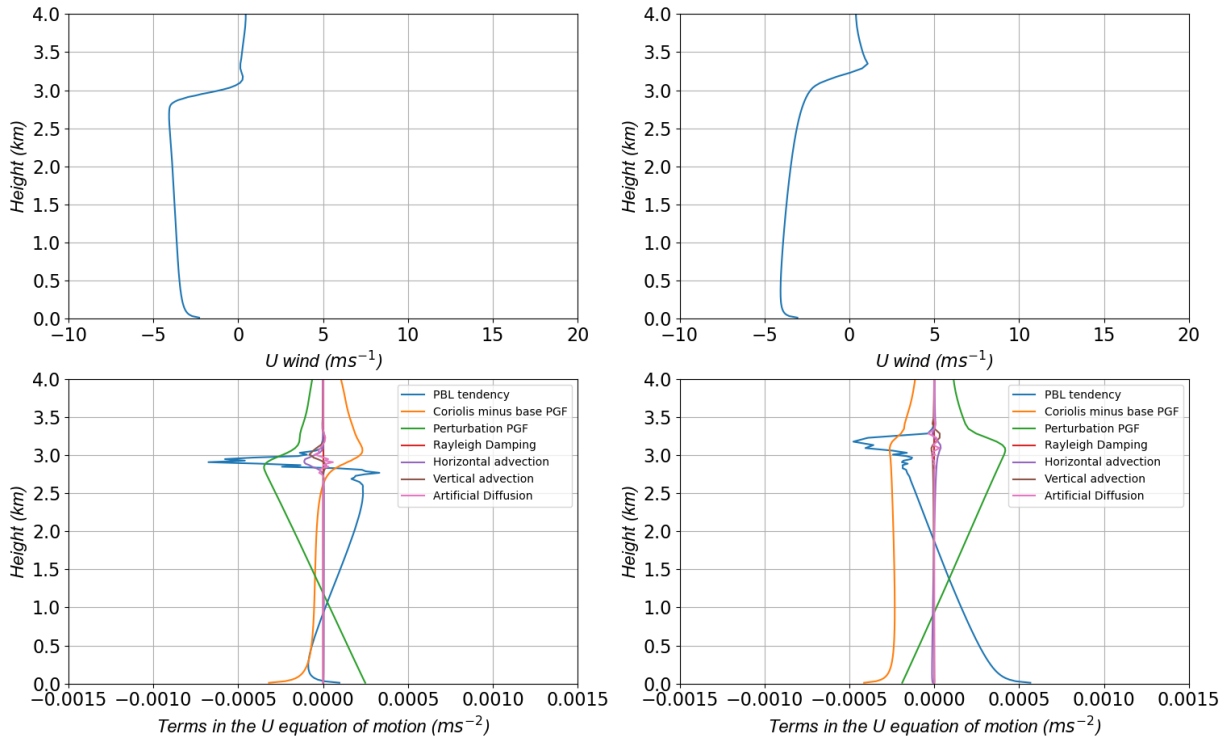 4.0
3.5
3.0
2.5
2.0
1.5
1.0
0.5
0.0
Height (km)
−10 −5 0 5 10 15 20
U wind (ms⁻¹)
4.0
3.5
3.0
2.5
2.0
1.5
1.0
0.5
0.0
Height (km)
−10 −5 0 5 10 15 20
U wind (ms⁻¹)
4.0
3.5
3.0
2.5
2.0
1.5
1.0
0.5
0.0
Height (km)
PBL tendency
Coriolis minus base PGF
Perturbation PGF
Rayleigh Damping
Horizontal advection
Vertical advection
Artificial Diffusion
−0.0015 −0.0010 −0.0005 0.0000 0.0005 0.0010 0.0015
Terms in the U equation of motion (ms⁻²)
4.0
3.5
3.0
2.5
2.0
1.5
1.0
0.5
0.0
Height (km)
PBL tendency
Coriolis minus base PGF
Perturbation PGF
Rayleigh Damping
Horizontal advection
Vertical advection
Artificial Diffusion
−0.0015 −0.0010 −0.0005 0.0000 0.0005 0.0010 0.0015
Terms in the U equation of motion (ms⁻²)